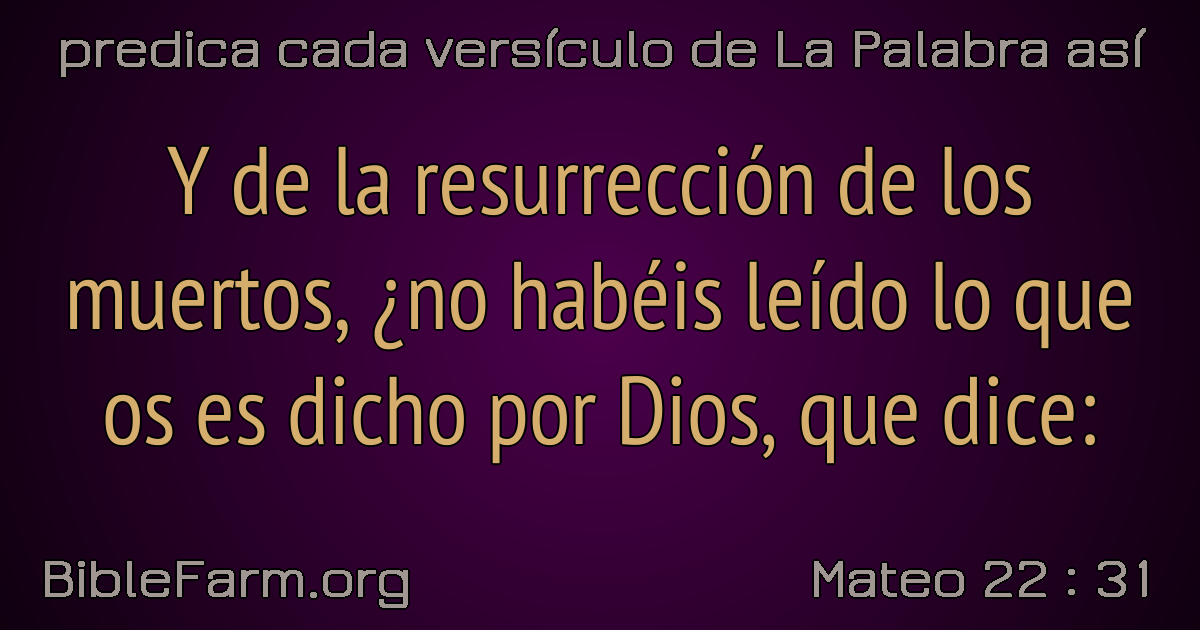 predica cada versículo de La Palabra así
Y de la resurrección de los
muertos, ¿no habéis leído lo que
os es dicho por Dios, que dice:
BibleFarm.org
Mateo 22 : 31